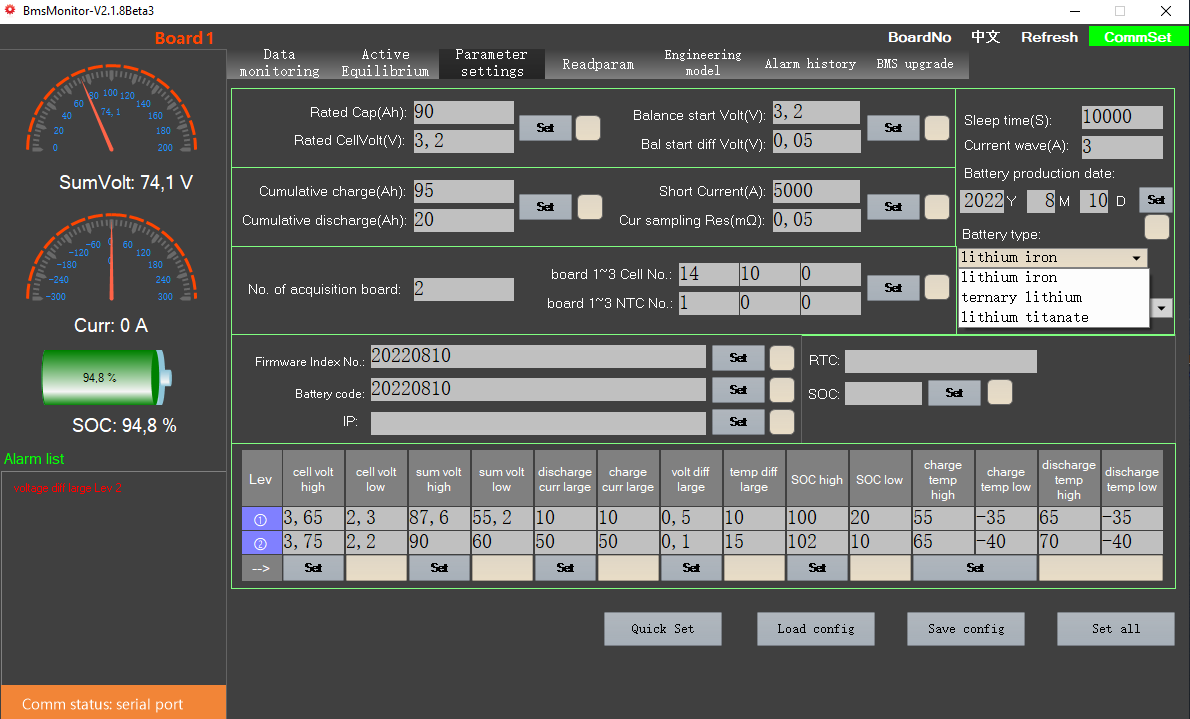 BmsMonitor-V2.1.8Beta3
Board 1
BoardNo 中文 Refresh CommSet
Data monitoring
Active Equilibrium
Parameter settings
Readparam
Engineering model
Alarm history
BMS upgrade
0 20 40 60 80 100 120 140 160 180 200
74,1
SumVolt: 74,1 V
-300 -240 -180 -120 -60 0 60 120 180 240 300
0
Curr: 0 A
94,8 %
SOC: 94,8 %
Alarm list
voltage diff large Lev 2
Comm status: serial port
Rated Cap(Ah): 90
Rated CellVolt(V): 3,2
Set
Balance start Volt(V): 3,2
Bal start diff Volt(V): 0,05
Set
Cumulative charge(Ah): 95
Cumulative discharge(Ah): 20
Set
Short Current(A): 5000
Cur sampling Res(mΩ): 0,05
Set
No. of acquisition board: 2
board 1~3 Cell No.: 14 10 0
board 1~3 NTC No.: 1 0 0
Set
Sleep time(S): 10000
Current wave(A): 3
Battery production date:
2022 Y 8 M 10 D Set
Battery type:
lithium iron
lithium iron
ternary lithium
lithium titanate
Firmware Index No.: 20220810 Set
Battery code: 20220810 Set
IP: Set
RTC:
SOC: Set
Lev cell volt high cell volt low sum volt high sum volt low discharge curr large charge curr large volt diff large temp diff large SOC high SOC low charge temp high charge temp low discharge temp high discharge temp low
① 3,65 2,3 87,6 55,2 10 10 0,5 10 100 20 55 -35 65 -35
② 3,75 2,2 90 60 50 50 0,1 15 102 10 65 -40 70 -40
--> Set Set Set Set Set Set
Quick Set Load config Save config Set all